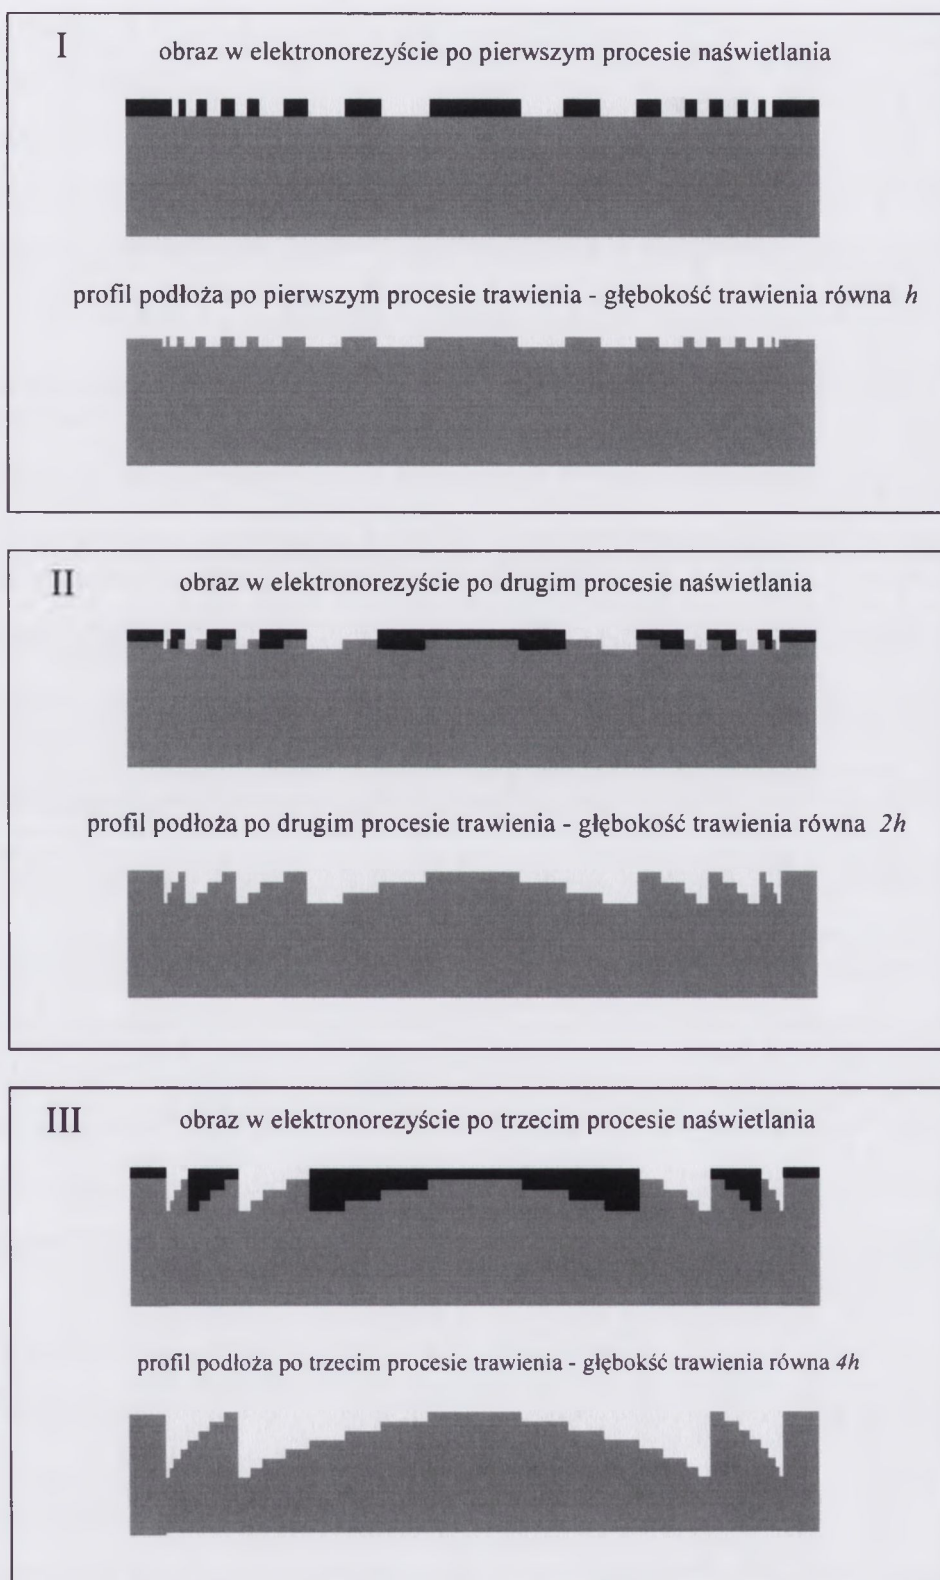 I
obraz w elektronorezyście po pierwszym procesie naświetlania
profil podłoża po pierwszym procesie trawienia - głębokość trawienia równa h
II
obraz w elektronorezyście po drugim procesie naświetlania
profil podłoża po drugim procesie trawienia - głębokość trawienia równa 2h
III
obraz w elektronorezyście po trzecim procesie naświetlania
profil podłoża po trzecim procesie trawienia - głębokść trawienia równa 4h